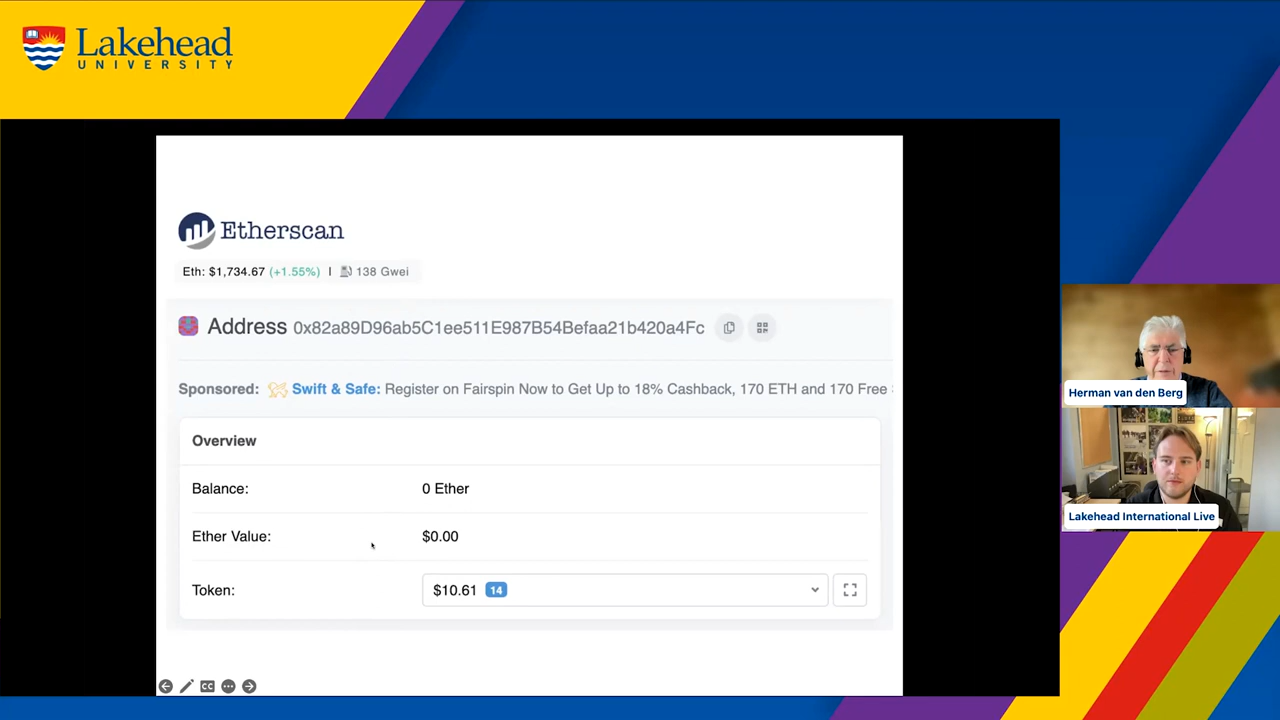 Lakehead
UNIVERSITY
Etherscan
Eth: $1,734.67 (+1.55%) | 138 Gwei
Address 0x82a89D96ab5C1ee511E987B54Befaa21b420a4Fc
Sponsored: Swift & Safe: Register on Fairspin Now to Get Up to 18% Cashback, 170 ETH and 170 Free
Overview
Balance: 0 Ether
Ether Value: $0.00
Token: $10.61 14
CC
Herman van den Berg
Lakehead International Live